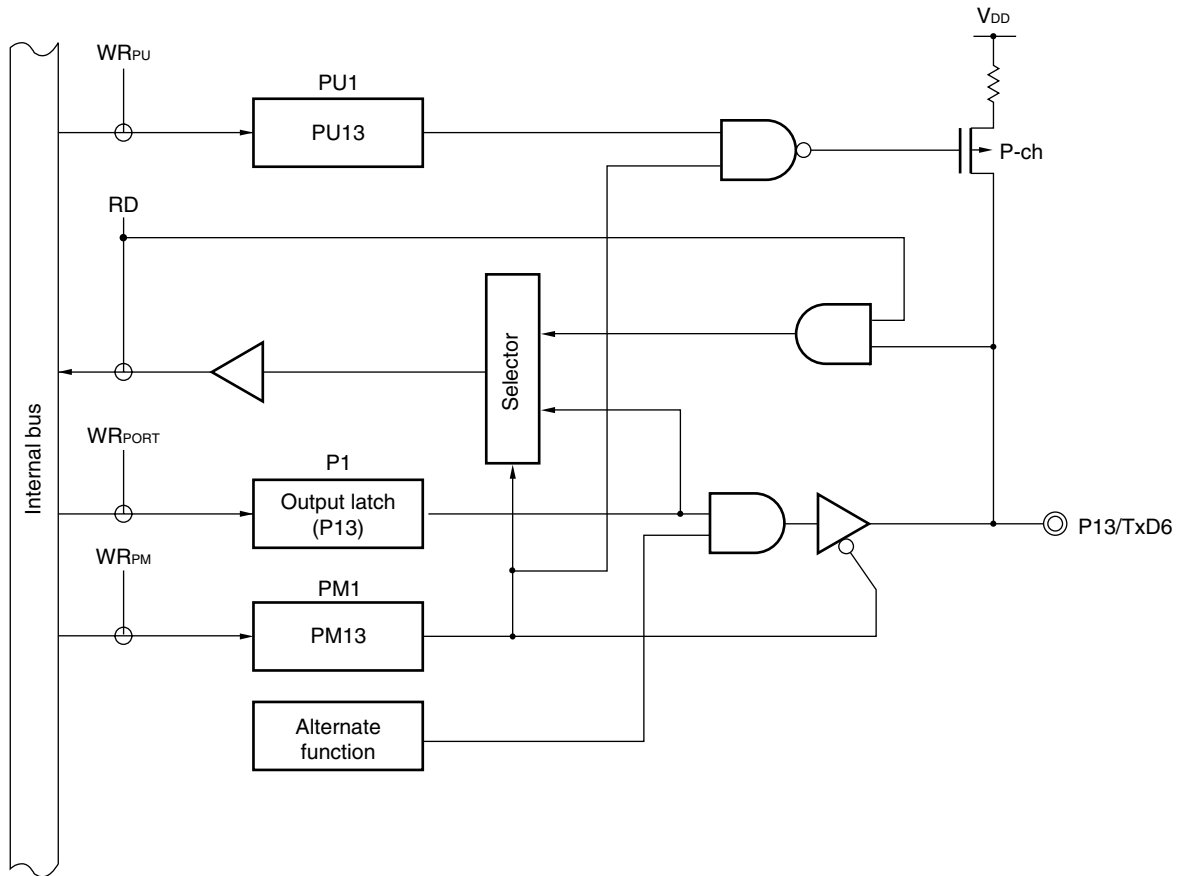 VDD
WRPU
PU1
PU13
P-ch
RD
Selector
Internal bus
WRPORT
P1
Output latch
(P13)
P13/TxD6
WRPM
PM1
PM13
Alternate
function